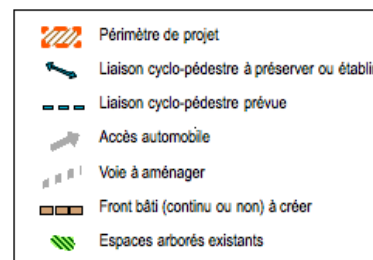 Périmètre de projet
Liaison cyclo-pédestre à préserver ou établi
Liaison cyclo-pédestre prévue
Accès automobile
Voie à aménager
Front bâti (continu ou non) à créer
Espaces arborés existants